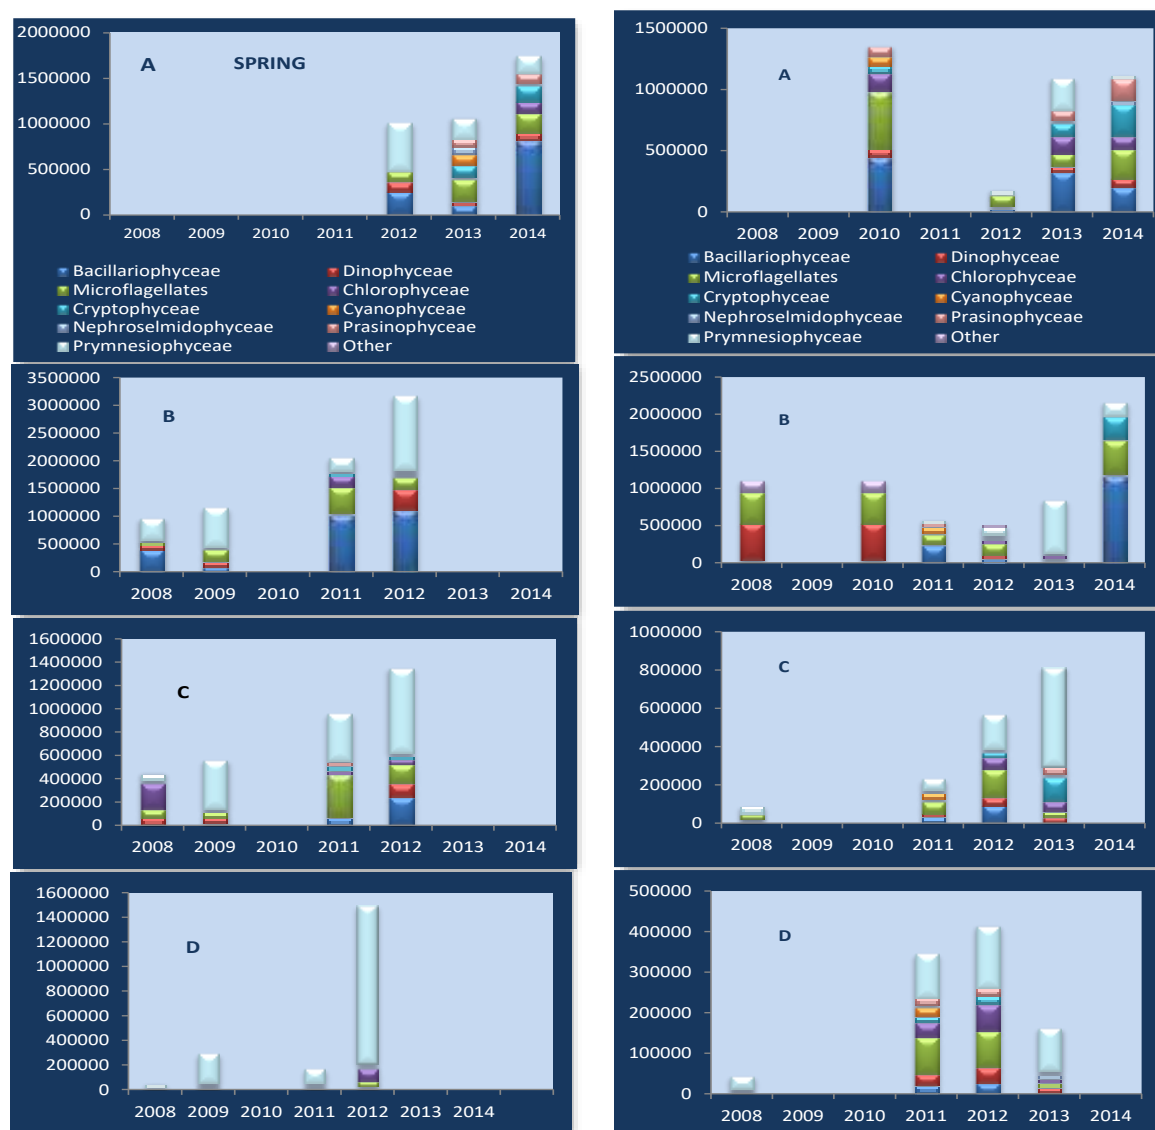 2000000
1500000
1000000
500000
0
A SPRING
2008 2009 2010 2011 2012 2013 2014
Bacillariophyceae Dinophyceae
Microflagellates Chlorophyceae
Cryptophyceae Cyanophyceae
Nephroselmidophyceae Prasinophyceae
Prymnesiophyceae Other
3500000
3000000
2500000
2000000
1500000
1000000
500000
0
B
2008 2009 2010 2011 2012 2013 2014
1600000
1400000
1200000
1000000
800000
600000
400000
200000
0
C
2008 2009 2010 2011 2012 2013 2014
1600000
1400000
1200000
1000000
800000
600000
400000
200000
0
D
2008 2009 2010 2011 2012 2013 2014
1500000
1000000
500000
0
A
2008 2009 2010 2011 2012 2013 2014
Bacillariophyceae Dinophyceae
Microflagellates Chlorophyceae
Cryptophyceae Cyanophyceae
Nephroselmidophyceae Prasinophyceae
Prymnesiophyceae Other
2500000
2000000
1500000
1000000
500000
0
B
2008 2009 2010 2011 2012 2013 2014
1000000
800000
600000
400000
200000
0
C
2008 2009 2010 2011 2012 2013 2014
500000
400000
300000
200000
100000
0
D
2008 2009 2010 2011 2012 2013 2014